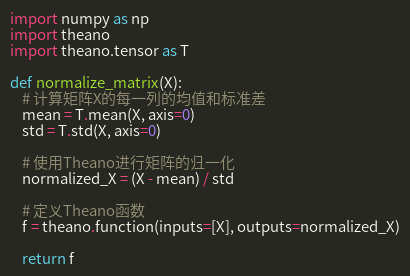 import numpy as np
import theano
import theano.tensor as T
def normalize_matrix(X):
# 计算矩阵X的每一列的均值和标准差
mean = T.mean(X, axis=0)
std = T.std(X, axis=0)
# 使用Theano进行矩阵的归一化
normalized_X = (X - mean) / std
# 定义Theano函数
f = theano.function(inputs=[X], outputs=normalized_X)
return f